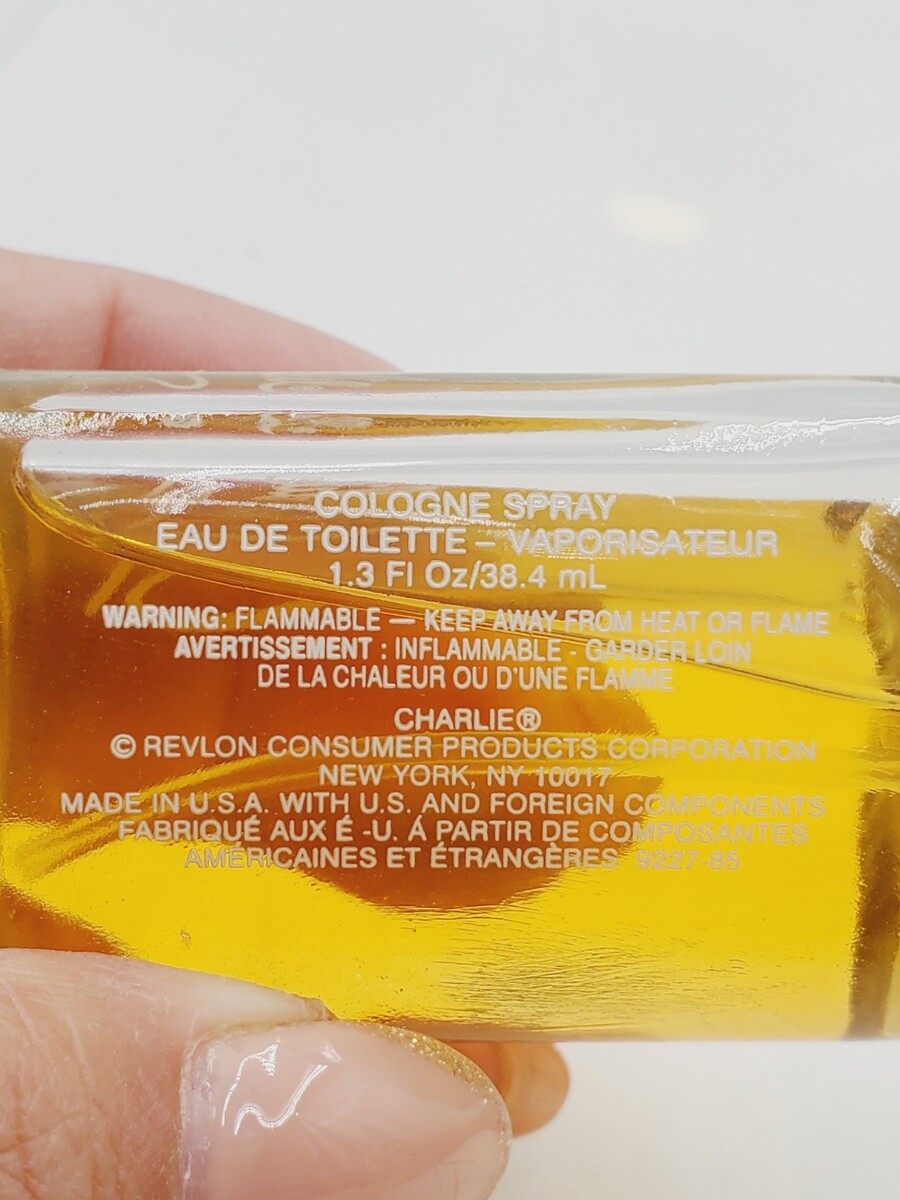 COLOGNE SPRAY
EAU DE TOILETTE – VAPORISATEUR
1.3 Fl Oz/38.4 mL
WARNING: FLAMMABLE — KEEP AWAY FROM HEAT OR FLAME
AVERTISSEMENT : INFLAMMABLE - GARDER LOIN
DE LA CHALEUR OU D'UNE FLAMME
CHARLIE®
© REVLON CONSUMER PRODUCTS CORPORATION
NEW YORK, NY 10017
MADE IN U.S.A. WITH U.S. AND FOREIGN COMPONENTS
FABRIQUÉ AUX É -U. Á PARTIR DE COMPOSANTES
AMÉRICAINES ET ÉTRANGÈRES 9227-85